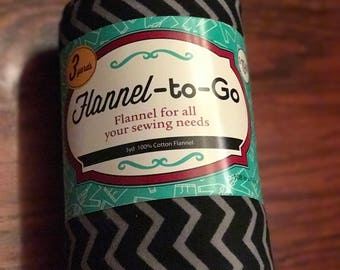 3 yards
Flannel-to-Go
Flannel for all
your sewing needs
3yd 100% Cotton Flannel